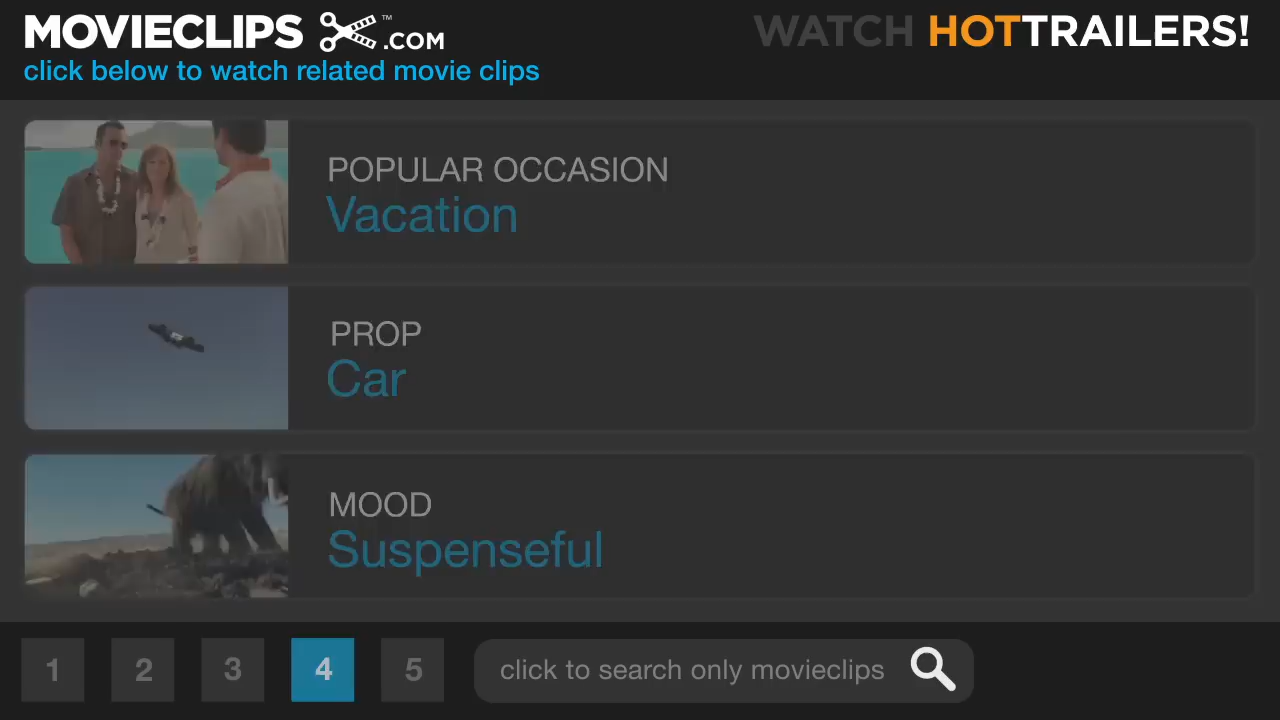 MOVIECLIPS™.COM
WATCH HOTTRAILERS!
click below to watch related movie clips
POPULAR OCCASION
Vacation
PROP
Car
MOOD
Suspenseful
1 2 3 4 5
click to search only movieclips